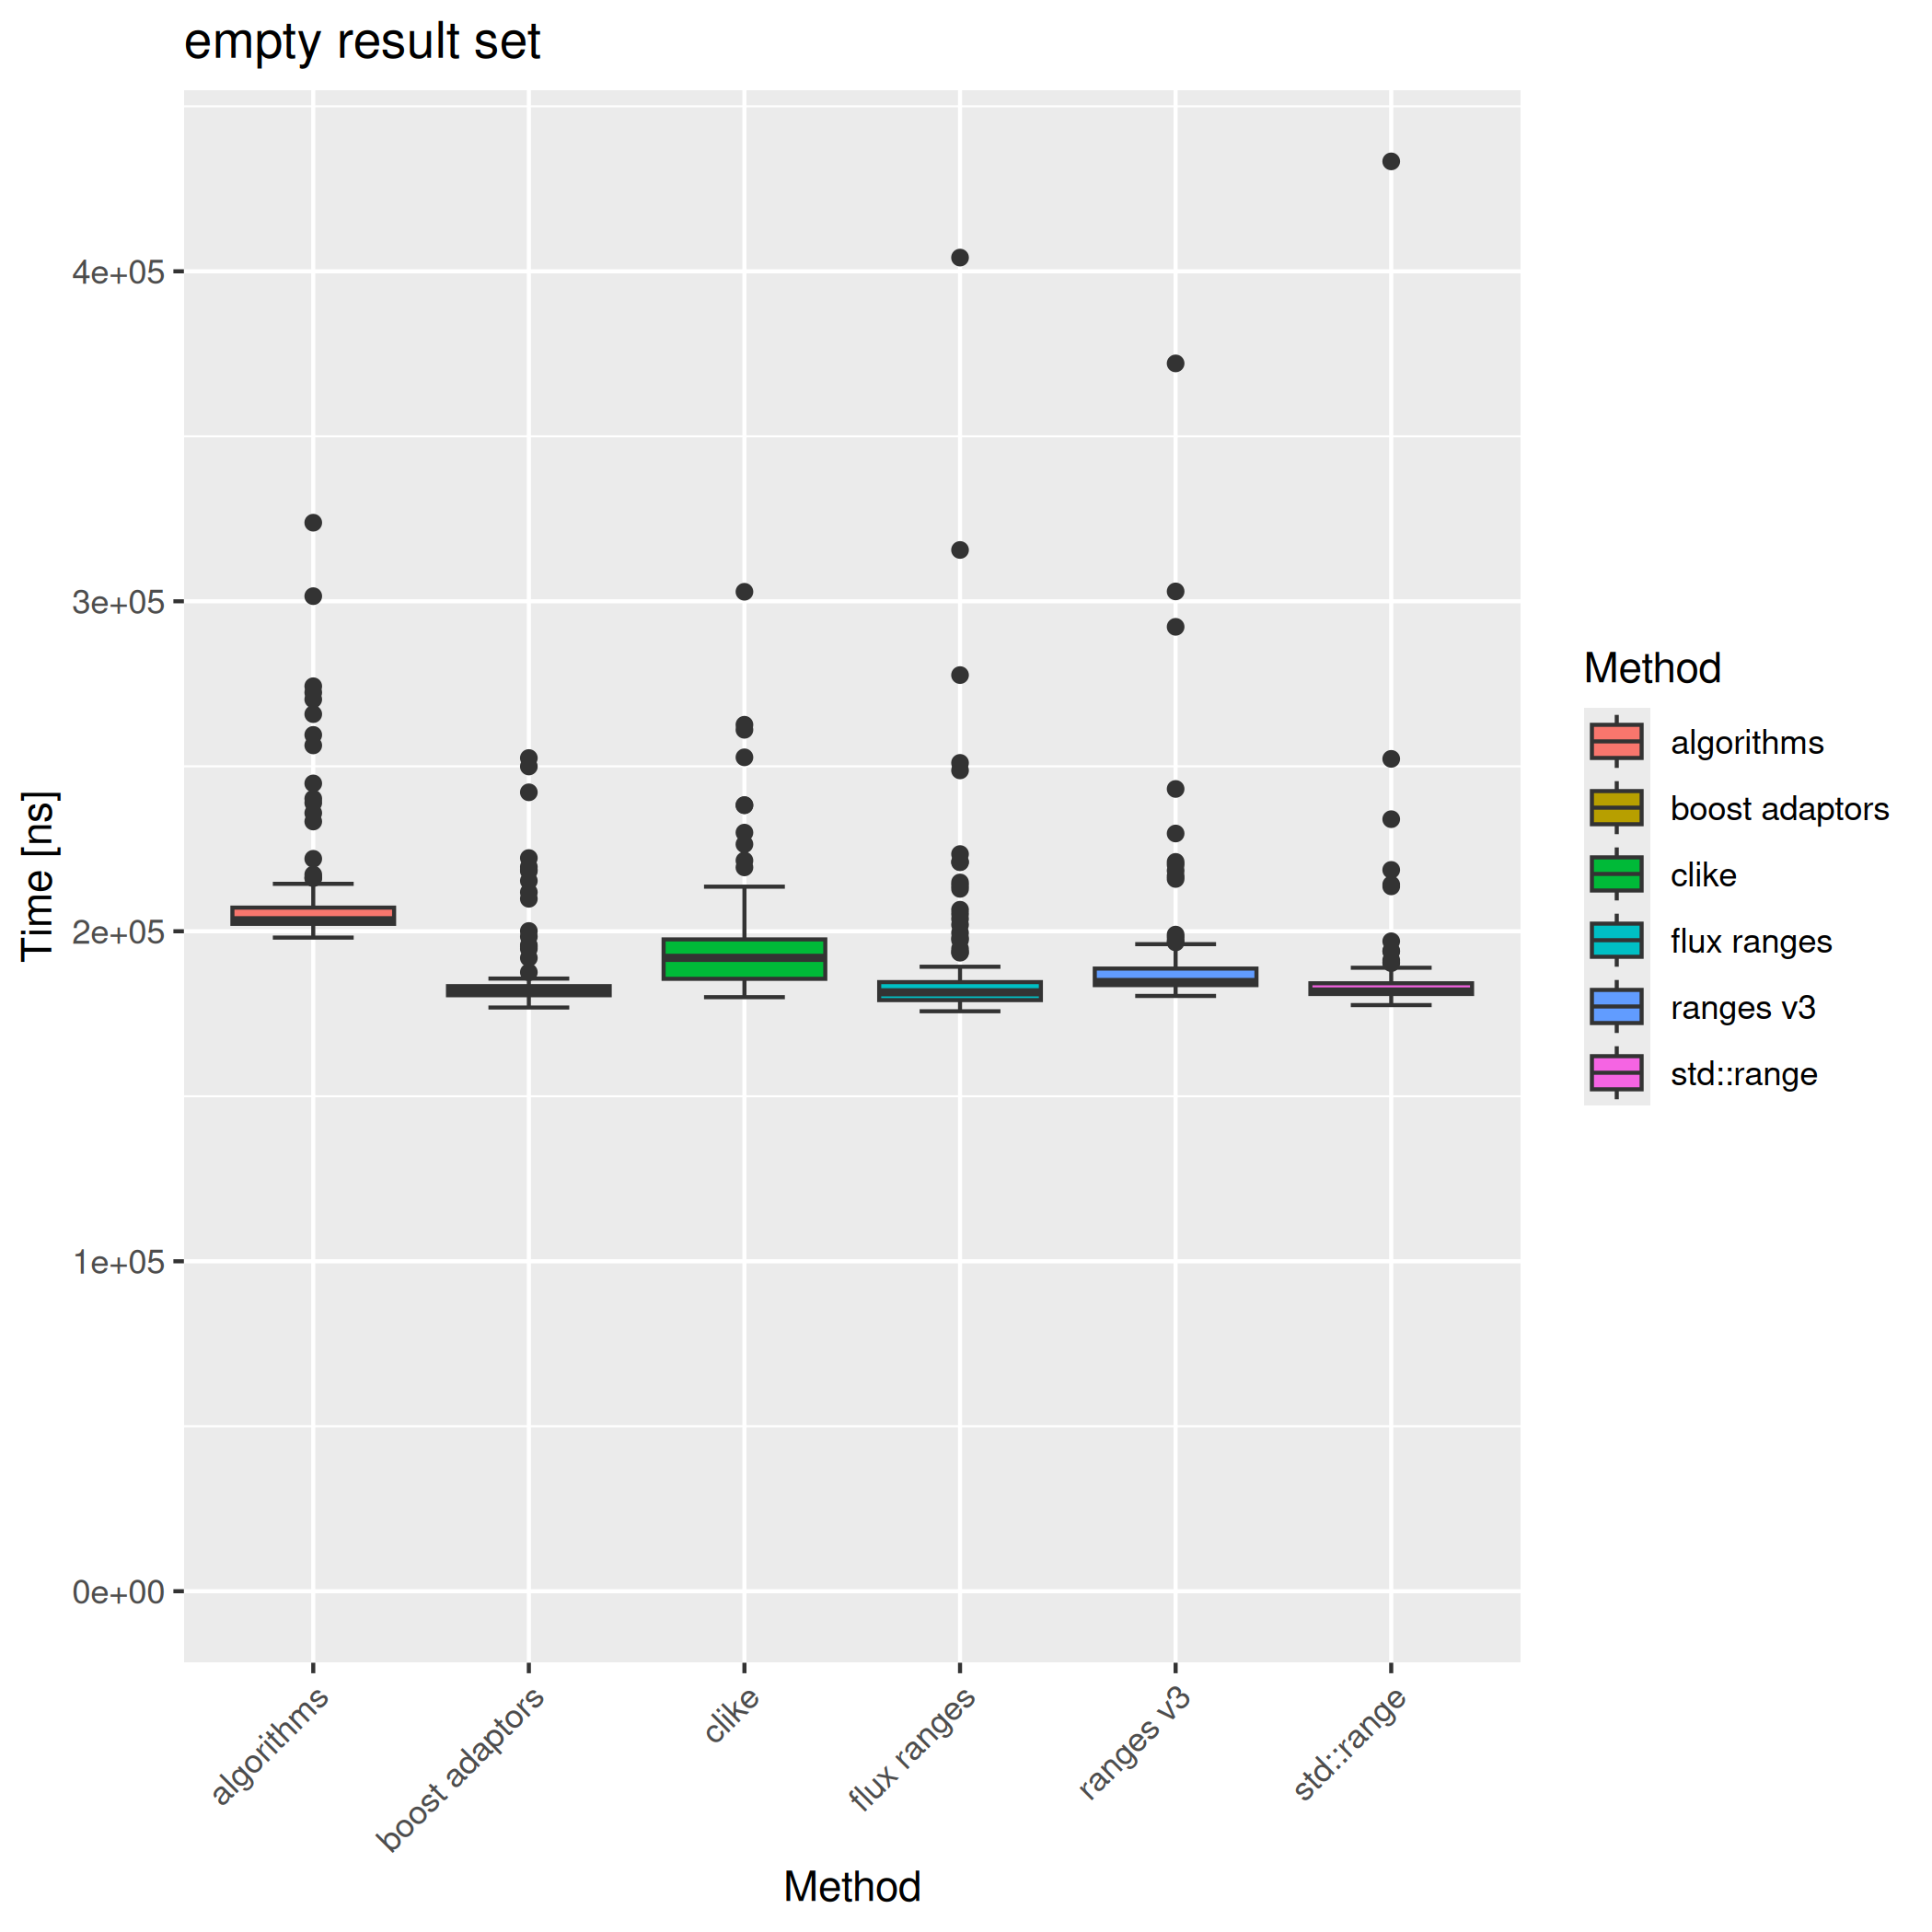 empty result set
Time [ns]
4e+05
3e+05
2e+05
1e+05
0e+00
algorithms
boost adaptors
clike
flux ranges
ranges v3
std::range
Method
Method
algorithms
boost adaptors
clike
flux ranges
ranges v3
std::range